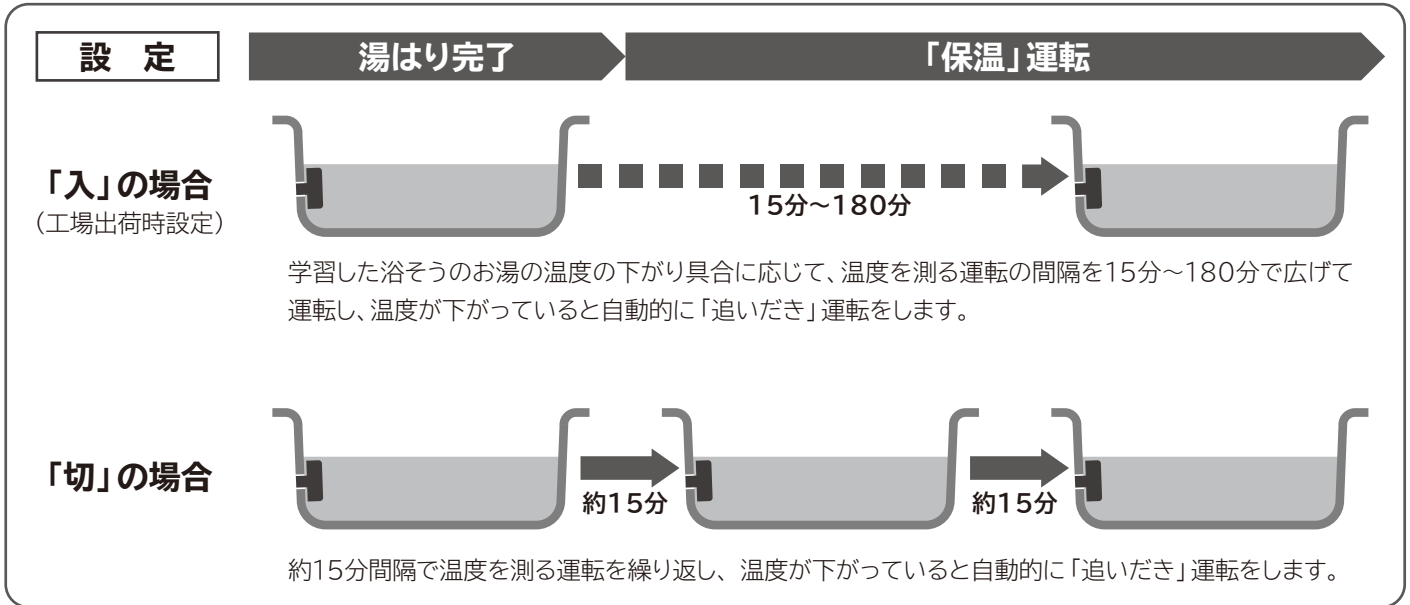 設 定
湯はり完了
「保温」運転
「入」の場合
(工場出荷時設定)
15分～180分
学習した浴そうのお湯の温度の下がり具合に応じて、温度を測る運転の間隔を15分～180分で広げて
運転し、温度が下がっていると自動的に「追いだき」運転をします。
「切」の場合
約15分
約15分
約15分間隔で温度を測る運転を繰り返し、温度が下がっていると自動的に「追いだき」運転をします。